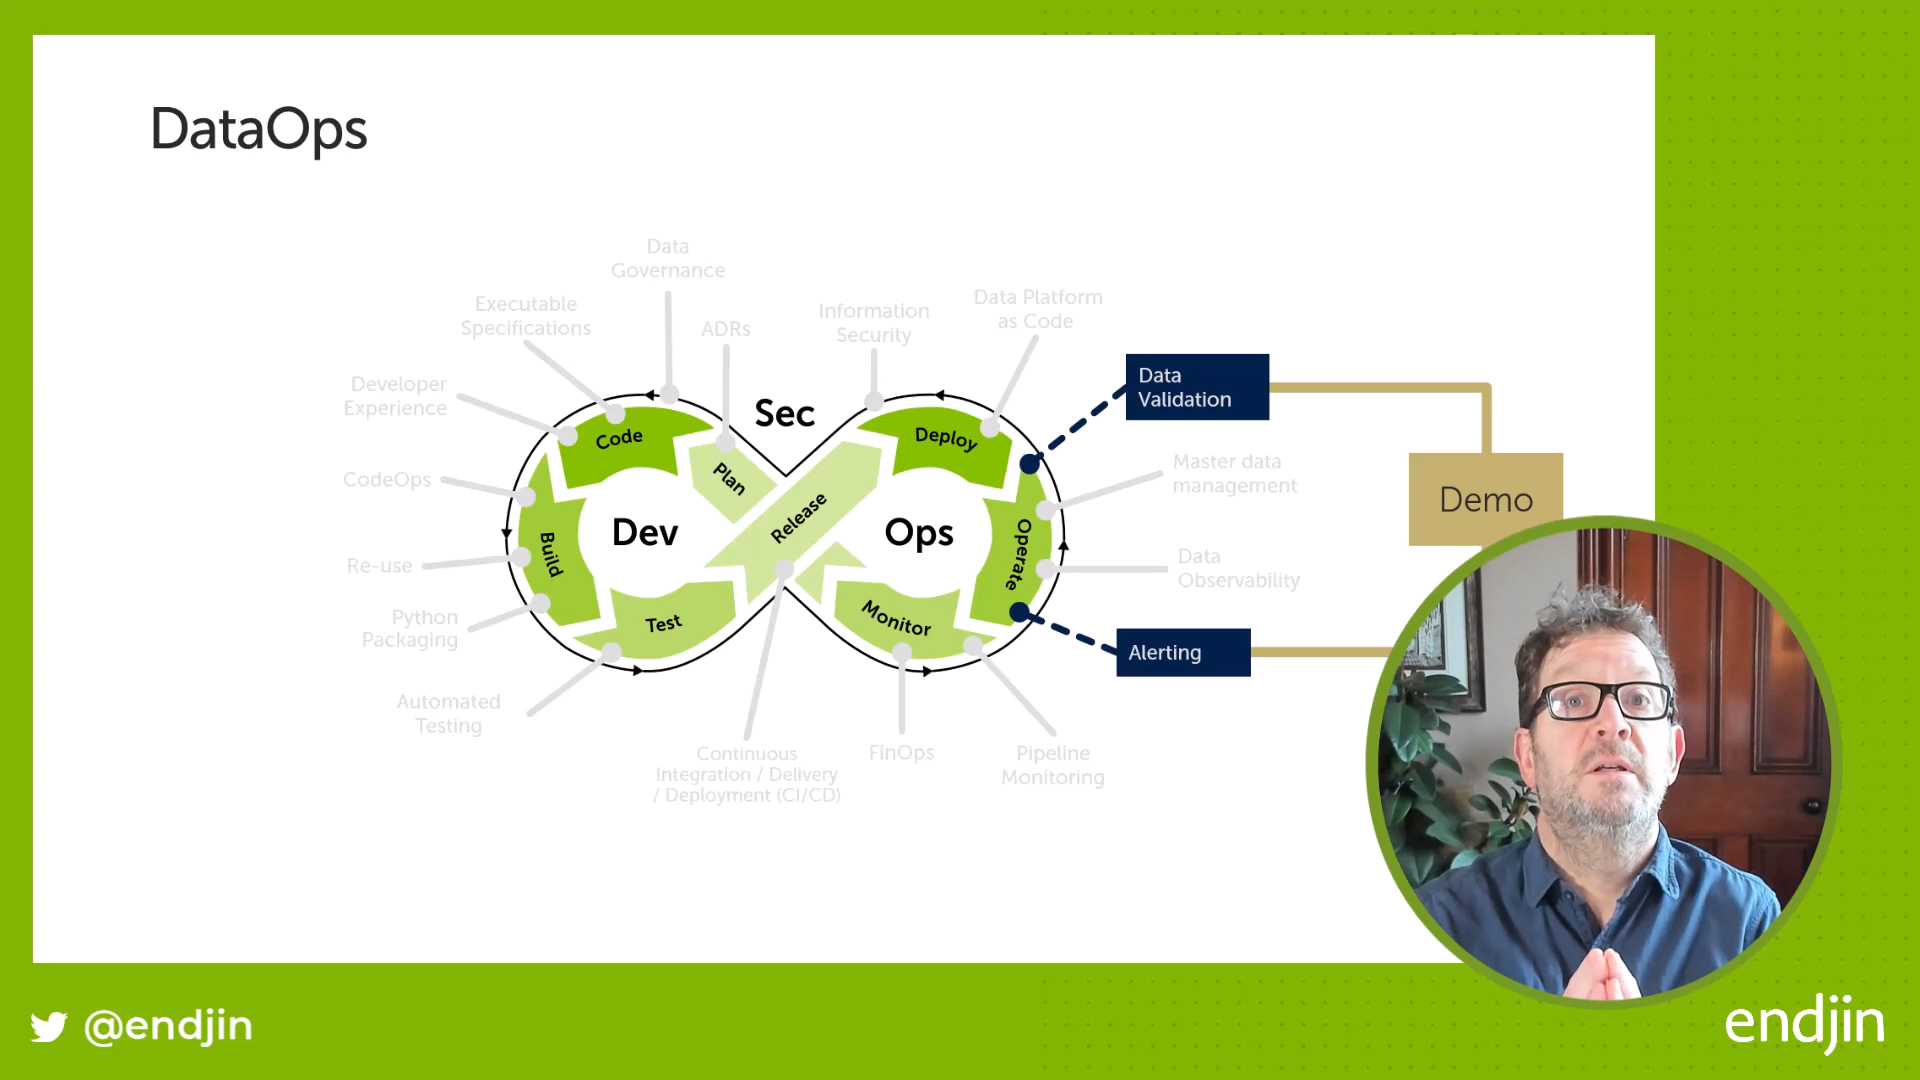 DataOps
Data
Governance
Executable
Specifications
ADRs
Information
Security
Data Platform
as Code
Developer
Experience
Data
Validation
Sec
Code
Deploy
Plan
CodeOps
Master data
management
Release
Demo
Dev
Ops
Build
Operate
Re-use
Data
Observability
Python
Packaging
Test
Monitor
Alerting
Automated
Testing
Continuous
Integration / Delivery
/ Deployment (CI/CD)
FinOps
Pipeline
Monitoring
@endjin
endjin